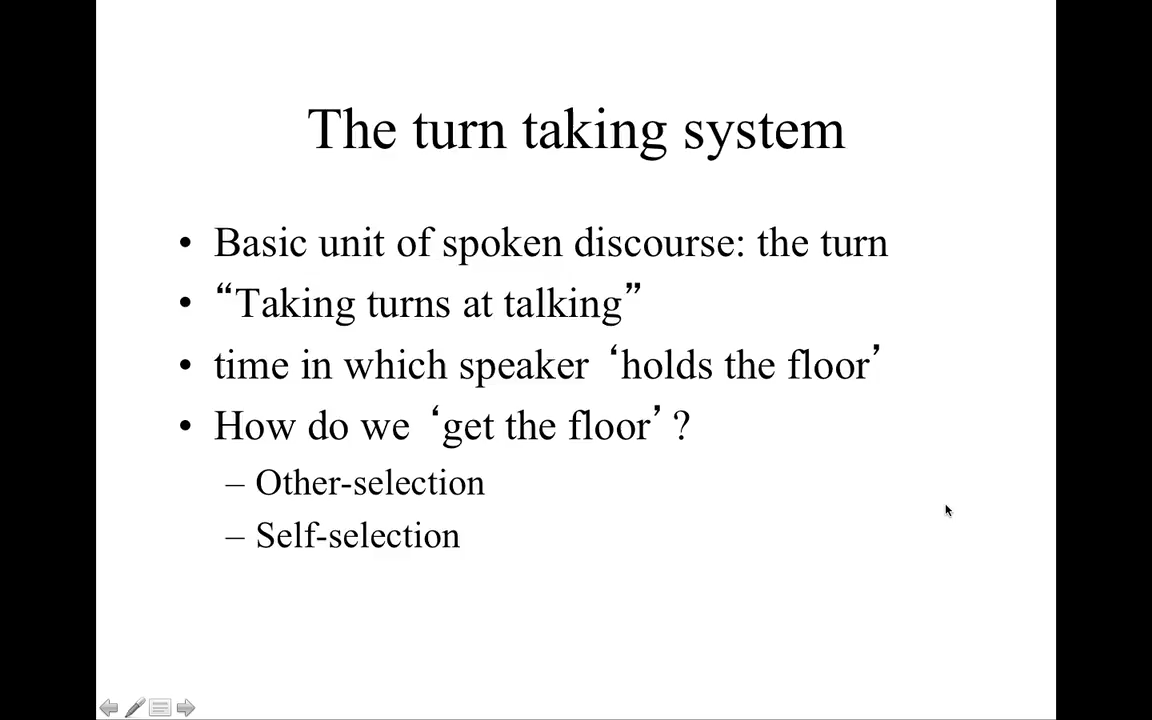 The turn taking system
• Basic unit of spoken discourse: the turn
• “Taking turns at talking”
• time in which speaker ‘holds the floor’
• How do we ‘get the floor’ ?
– Other-selection
– Self-selection